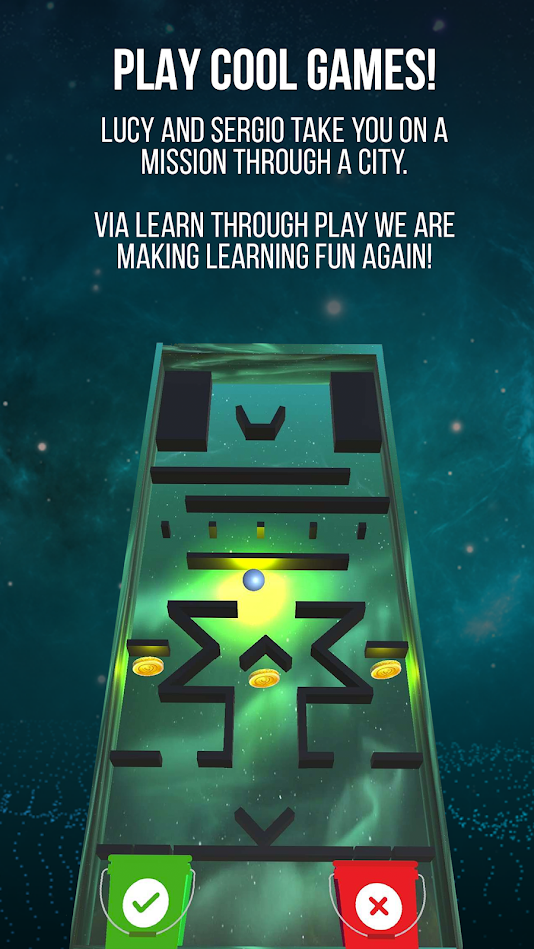 PLAY COOL GAMES!
LUCY AND SERGIO TAKE YOU ON A
MISSION THROUGH A CITY.
VIA LEARN THROUGH PLAY WE ARE
MAKING LEARNING FUN AGAIN!